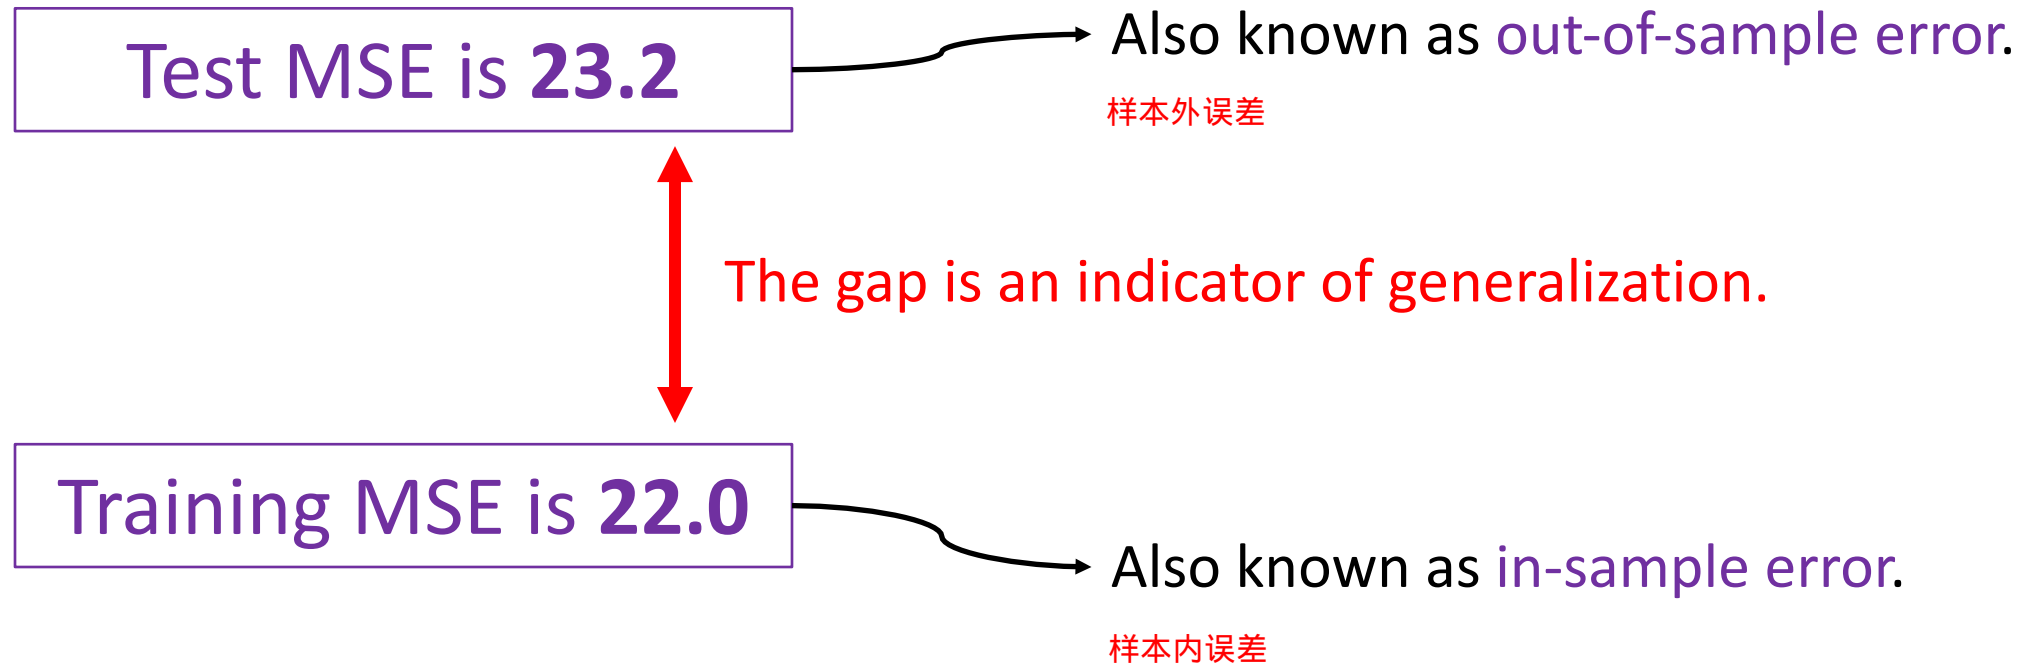 Test MSE is 23.2
Also known as out-of-sample error.
样本外误差
The gap is an indicator of generalization.
Training MSE is 22.0
Also known as in-sample error.
样本内误差